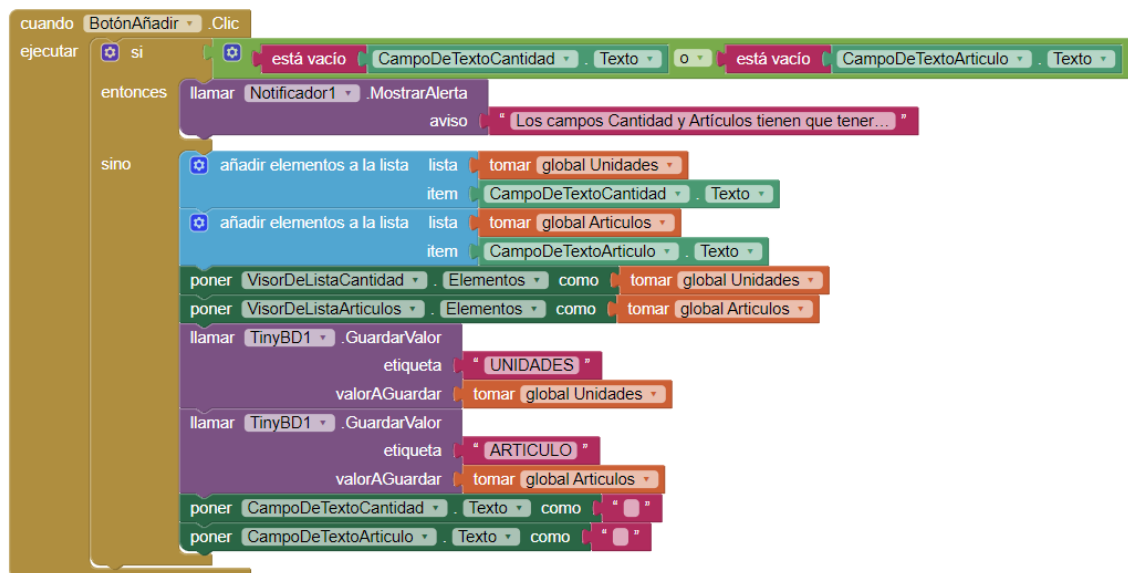 cuando BotónAñadir .Clic
ejecutar si está vacío CampoDeTextoCantidad . Texto o está vacío CampoDeTextoArticulo . Texto
entonces llamar Notificador1 .MostrarAlerta
aviso " Los campos Cantidad y Artículos tienen que tener... "
sino añadir elementos a la lista lista tomar global Unidades
item CampoDeTextoCantidad . Texto
añadir elementos a la lista lista tomar global Articulos
item CampoDeTextoArticulo . Texto
poner VisorDeListaCantidad . Elementos como tomar global Unidades
poner VisorDeListaArticulos . Elementos como tomar global Articulos
llamar TinyBD1 .GuardarValor
etiqueta " UNIDADES "
valorAGuardar tomar global Unidades
llamar TinyBD1 .GuardarValor
etiqueta " ARTICULO "
valorAGuardar tomar global Articulos
poner CampoDeTextoCantidad . Texto como " "
poner CampoDeTextoArticulo . Texto como " "